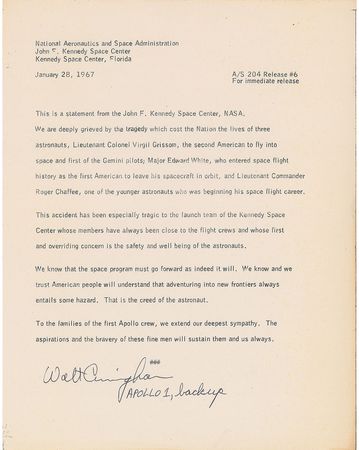 National Aeronautics and Space Administration
John F. Kennedy Space Center
Kennedy Space Center, Florida
January 28, 1967
A/S 204 Release #6
For immediate release
This is a statement from the John F. Kennedy Space Center, NASA.
We are deeply grieved by the tragedy which cost the Nation the lives of three
astronauts, Lieutenant Colonel Virgil Grissom, the second American to fly into
space and first of the Gemini pilots; Major Edward White, who entered space flight
history as the first American to leave his spacecraft in orbit, and Lieutenant Commander
Roger Chaffee, one of the younger astronauts who was beginning his space flight career.
This accident has been especially tragic to the launch team of the Kennedy Space
Center whose members have always been close to the flight crews and whose first
and overriding concern is the safety and well being of the astronauts.
We know that the space program must go forward as indeed it will. We know and we
trust American people will understand that adventuring into new frontiers always
entails some hazard. That is the creed of the astronaut.
To the families of the first Apollo crew, we extend our deepest sympathy. The
aspirations and the bravery of these fine men will sustain them and us always.
###
Walt Cunningham
APOLLO 1, backup